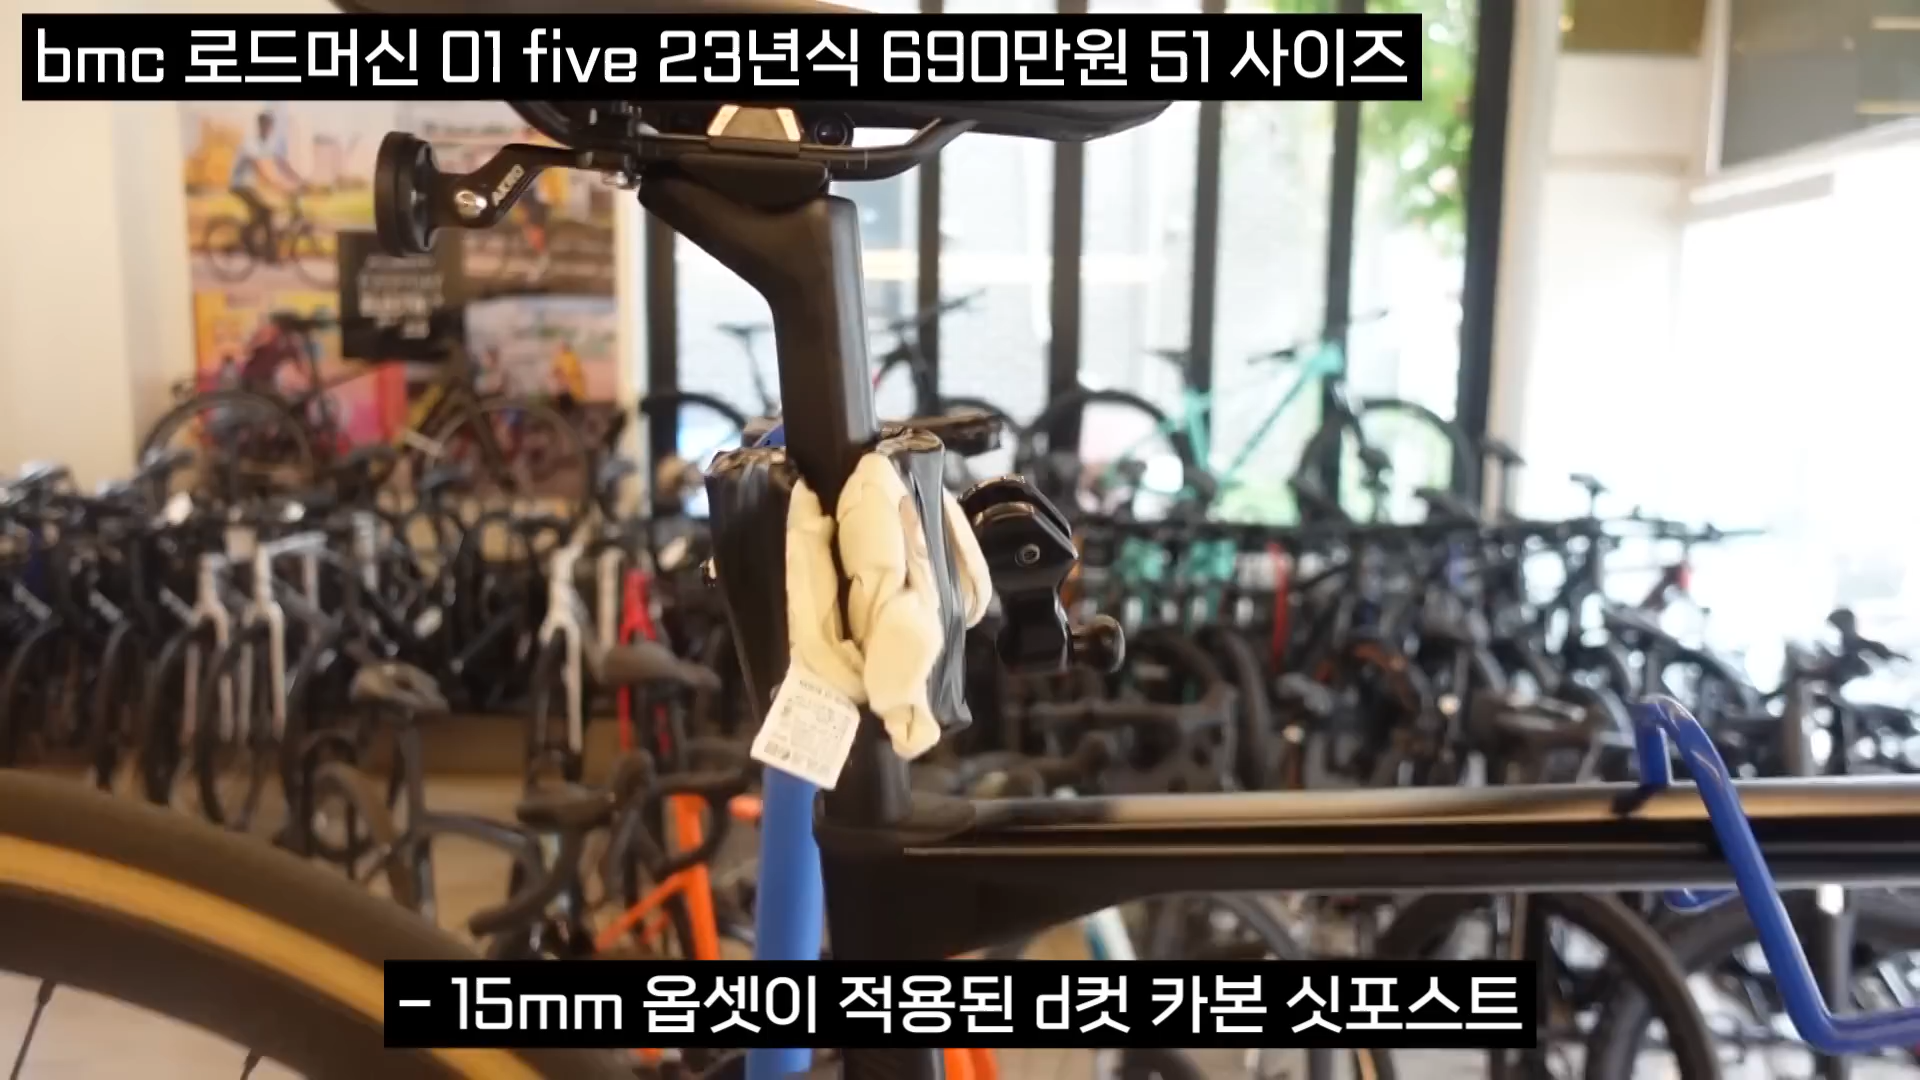 bmc 로드머신 01 five 23년식 690만원 51 사이즈
- 15mm 옵셋이 적용된 d컷 카본 싯포스트